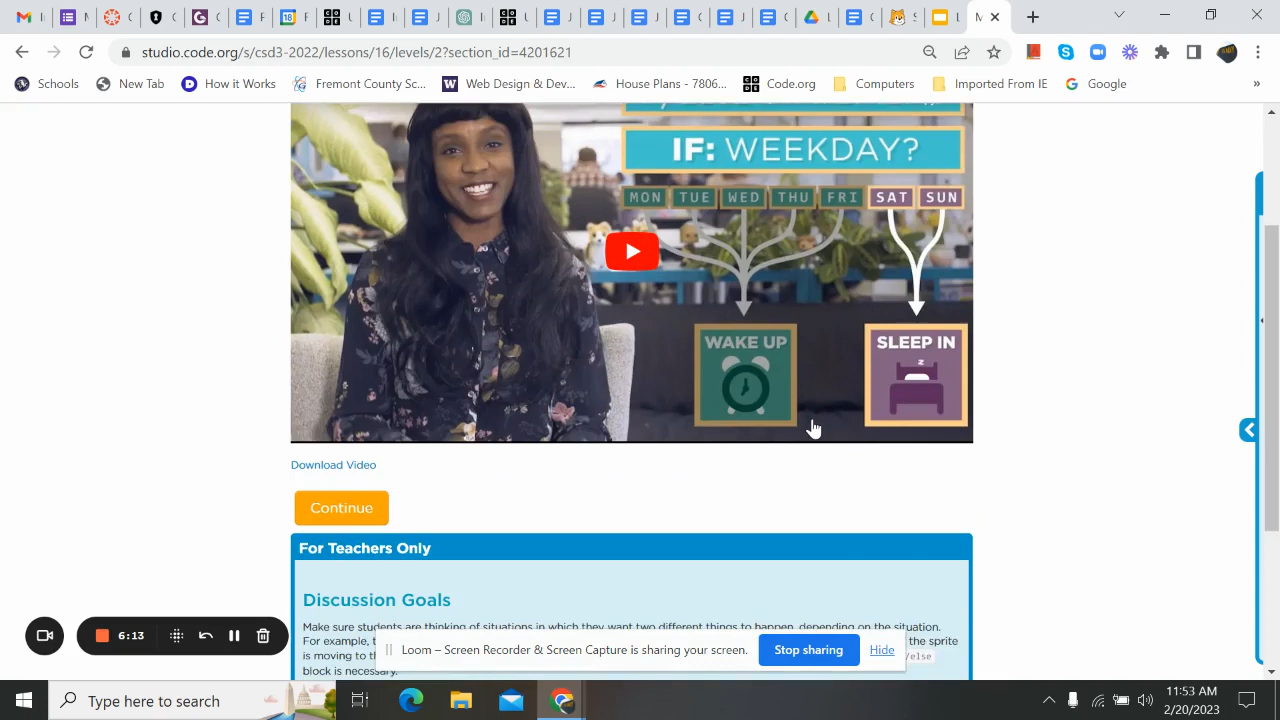 studio.code.org/s/csd3-2022/lessons/16/levels/2?section_id=4201621
Schools
New Tab
How it Works
Fremont County Sc...
Web Design & Dev...
House Plans - 7806...
Code.org
Computers
Imported From IE
Google
»
IF: WEEKDAY?
MON TUE WED THU FRI SAT SUN
WAKE UP
SLEEP IN
Download Video
Continue
For Teachers Only
Discussion Goals
Make sure students are thinking of situations in which they want two different things to happen, depending on the situation.
For example, the sprite
is moving to th /else
block is necessary.
6:13
Loom – Screen Recorder & Screen Capture is sharing your screen.
Stop sharing
Hide
Type here to search
11:53 AM
2/20/2023